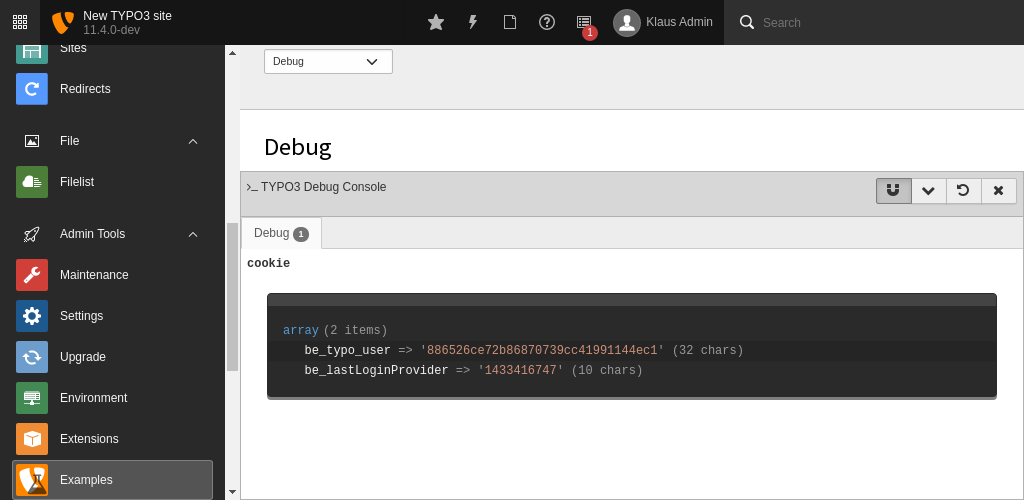 New TYPO3 site
11.4.0-dev
1
Klaus Admin
Search
Sites
Redirects
File
Filelist
Admin Tools
Maintenance
Settings
Upgrade
Environment
Extensions
Examples
Debug
Debug
TYPO3 Debug Console
Debug 1
cookie
array (2 items)
be_typo_user => '886526ce72b86870739cc41991144ec1' (32 chars)
be_lastLoginProvider => '1433416747' (10 chars)